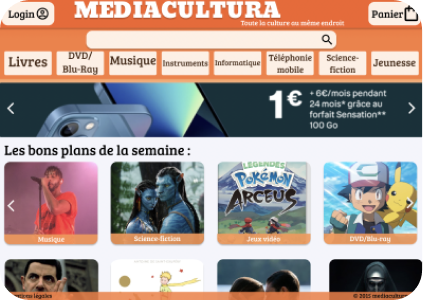 Login
MEDIACULTURA
Toute la culture au même endroit
Panier
Livres
DVD/
Blu-Ray
Musique
Instruments
Informatique
Téléphonie
mobile
Science-
fiction
Jeunesse
1€
+ 6€/mois pendant
24 mois* grâce au
forfait Sensation**
100 Go
Les bons plans de la semaine :
Musique
Science-fiction
LÉGENDES
POKÉMON
ARCEUS
Jeux vidéo
DVD/Blu-ray
légales
© 2015 mediacultura